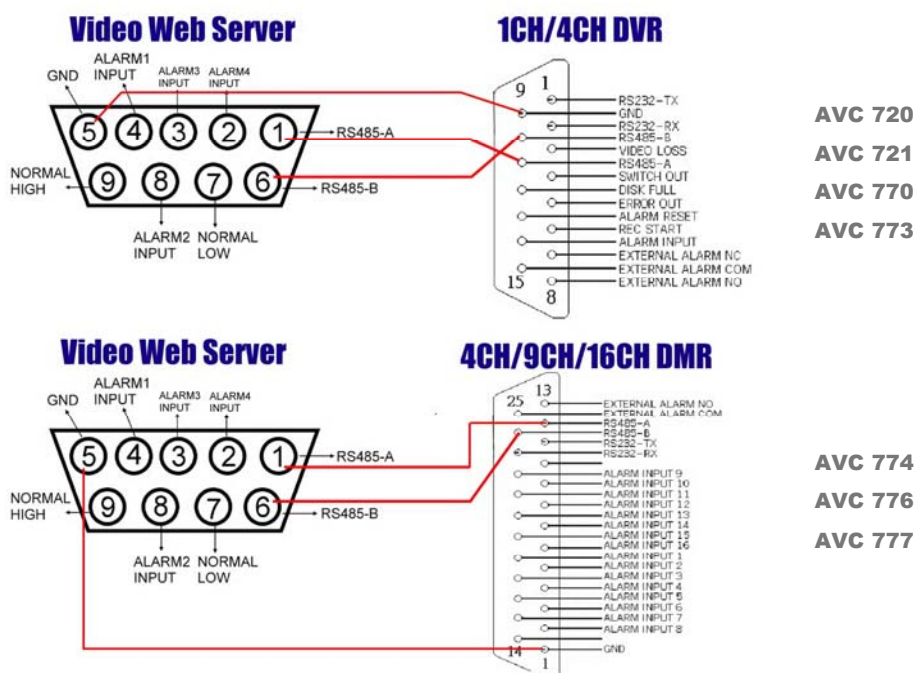 Video Web Server
1CH/4CH DVR
GND
ALARM1
INPUT
ALARM3
INPUT
ALARM4
INPUT
5 4 3 2 1
RS485-A
NORMAL
HIGH
9 8 7 6
RS485-B
ALARM2
INPUT
NORMAL
LOW
9 1
RS232-TX
GND
RS232-RX
RS485-B
VIDEO LOSS
RS485-A
SWITCH OUT
DISK FULL
ERROR OUT
ALARM RESET
REC START
ALARM INPUT
EXTERNAL ALARM NC
EXTERNAL ALARM COM
EXTERNAL ALARM NO
15 8
AVC 720
AVC 721
AVC 770
AVC 773
Video Web Server
4CH/9CH/16CH DMR
GND
ALARM1
INPUT
ALARM3
INPUT
ALARM4
INPUT
5 4 3 2 1
RS485-A
NORMAL
HIGH
9 8 7 6
RS485-B
ALARM2
INPUT
NORMAL
LOW
25 13
EXTERNAL ALARM NO
EXTERNAL ALARM COM
RS485-A
RS485-B
RS232-TX
RS232-RX
ALARM INPUT 9
ALARM INPUT 10
ALARM INPUT 11
ALARM INPUT 12
ALARM INPUT 13
ALARM INPUT 14
ALARM INPUT 15
ALARM INPUT 16
ALARM INPUT 1
ALARM INPUT 2
ALARM INPUT 3
ALARM INPUT 4
ALARM INPUT 5
ALARM INPUT 6
ALARM INPUT 7
ALARM INPUT 8
GND
14 1
AVC 774
AVC 776
AVC 777